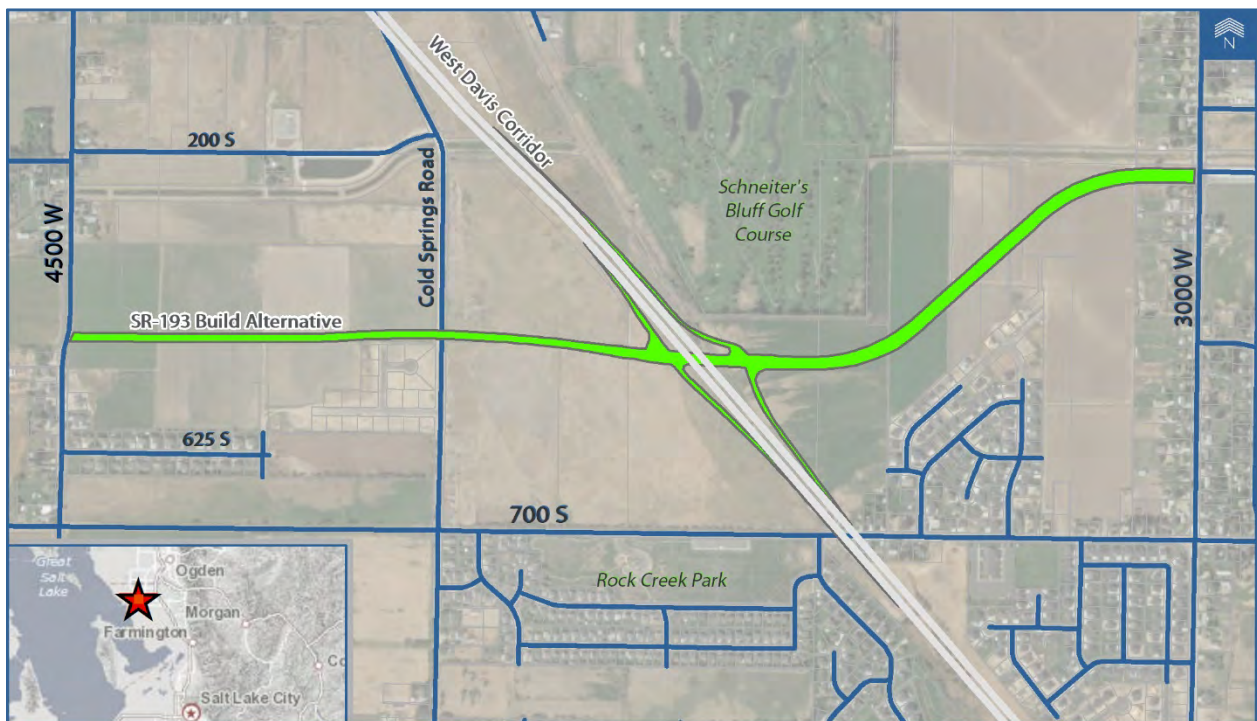 N
West Davis Corridor
200 S
Cold Springs Road
4500 W
Schneiter's
Bluff Golf
Course
3000 W
SR-193 Build Alternative
625 S
700 S
Rock Creek Park
Great
Salt
Lake
Ogden
Morgan
Farmington
Co
Salt Lake City